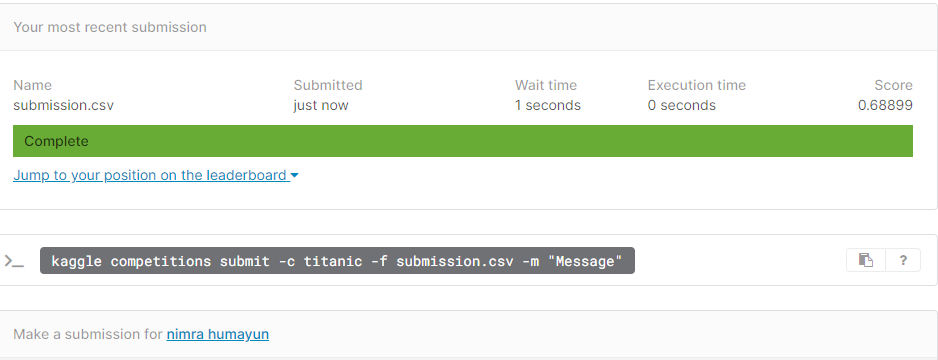 Your most recent submission
Name Submitted Wait time Execution time Score
submission.csv just now 1 seconds 0 seconds 0.68899
Complete
Jump to your position on the leaderboard
>_ kaggle competitions submit -c titanic -f submission.csv -m "Message" ?
Make a submission for nimra humayun